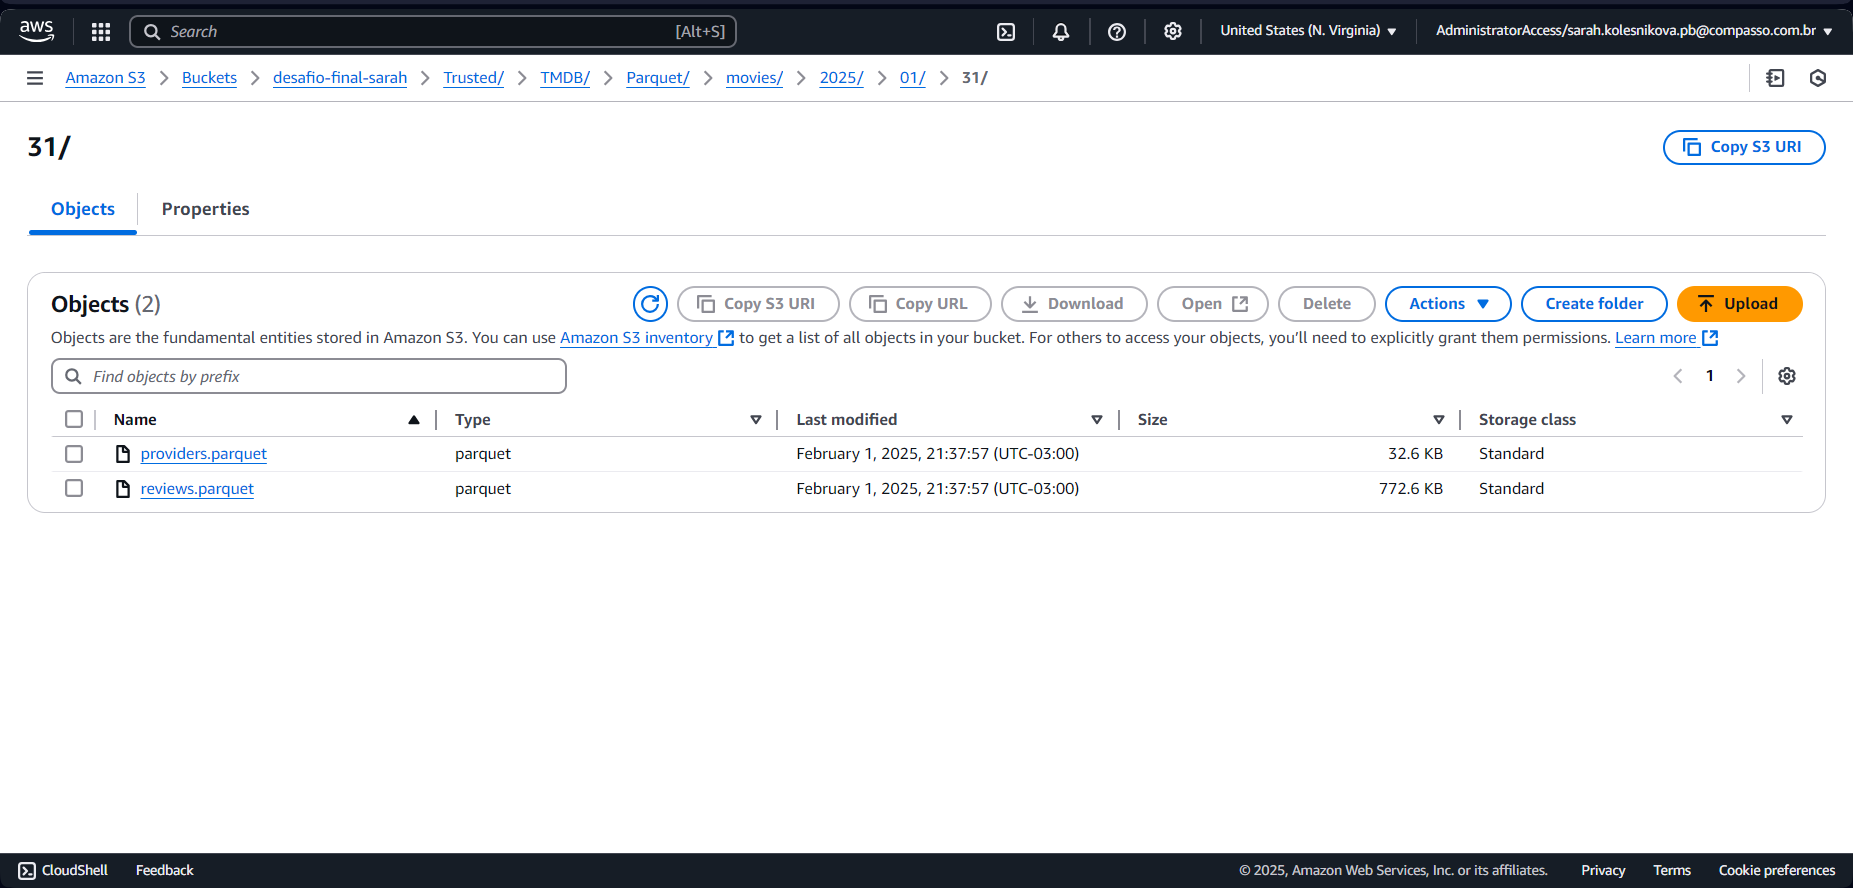 aws Search [Alt+S] United States (N. Virginia) AdministratorAccess/sarah.kolesnikova.pb@compasso.com.br
Amazon S3 Buckets desafio-final-sarah Trusted/ TMDB/ Parquet/ movies/ 2025/ 01/ 31/
31/
Copy S3 URI
Objects Properties
Objects (2) Copy S3 URI Copy URL Download Open Delete Actions Create folder Upload
Objects are the fundamental entities stored in Amazon S3. You can use Amazon S3 inventory to get a list of all objects in your bucket. For others to access your objects, you’ll need to explicitly grant them permissions. Learn more
Find objects by prefix 1
Name Type Last modified Size Storage class
providers.parquet parquet February 1, 2025, 21:37:57 (UTC-03:00) 32.6 KB Standard
reviews.parquet parquet February 1, 2025, 21:37:57 (UTC-03:00) 772.6 KB Standard
CloudShell Feedback © 2025, Amazon Web Services, Inc. or its affiliates. Privacy Terms Cookie preferences